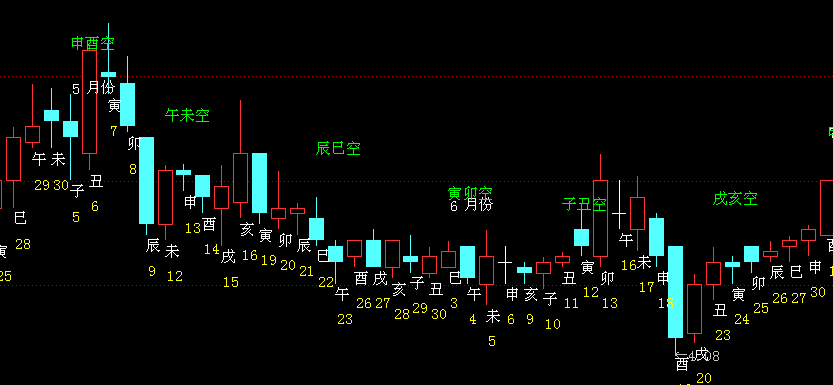 申酉空
5 月份
寅
7
午未空
卯
8
午
未
29
30
子
丑
5
6
辰巳空
寅卯空
6 月份
子丑空
戌亥空
巳
28
25
辰
未
9
12
申
13
酉
14
戌
15
亥
16
寅
19
卯
20
辰
21
巳
22
午
23
酉
26
戌
27
亥
28
子
29
丑
30
巳
3
午
4
未
5
申
6
亥
9
子
10
丑
11
寅
12
卯
13
午
16
未
17
申
18
酉
戌
20
丑
23
寅
24
卯
25
辰
26
巳
27
申
30